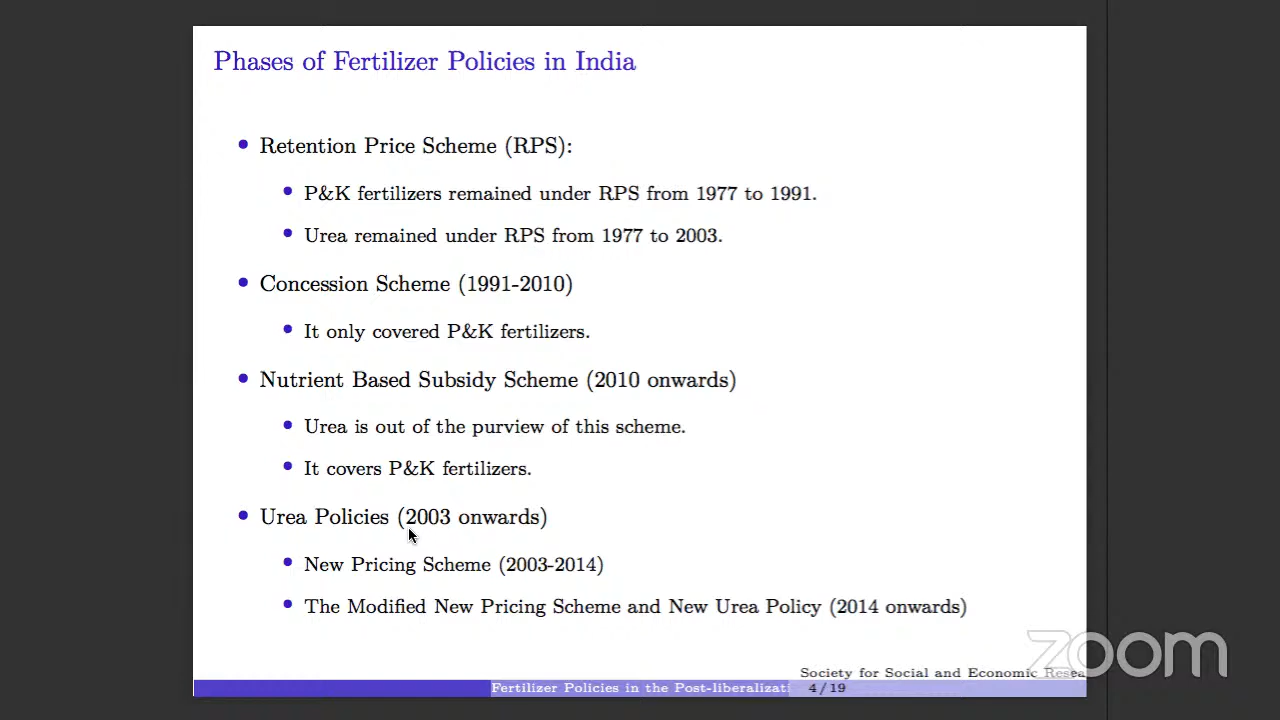 Phases of Fertilizer Policies in India
Retention Price Scheme (RPS):
P&K fertilizers remained under RPS from 1977 to 1991.
Urea remained under RPS from 1977 to 2003.
Concession Scheme (1991-2010)
It only covered P&K fertilizers.
Nutrient Based Subsidy Scheme (2010 onwards)
Urea is out of the purview of this scheme.
It covers P&K fertilizers.
Urea Policies (2003 onwards)
New Pricing Scheme (2003-2014)
The Modified New Pricing Scheme and New Urea Policy (2014 onwards)
zoom
Society for Social and Economic Resea
Fertilizer Policies in the Post-liberalizati 4/19